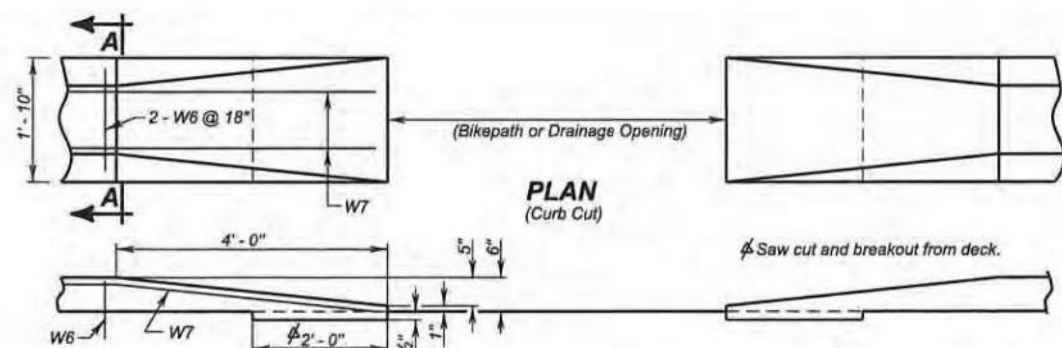 A
1' - 10"
2 - W6 @ 18"
(Bikepath or Drainage Opening)
A
W7
PLAN
(Curb Cut)
4' - 0"
5"
6"
¢ Saw cut and breakout from deck.
W6
W7
¢ 2' - 0"
1"